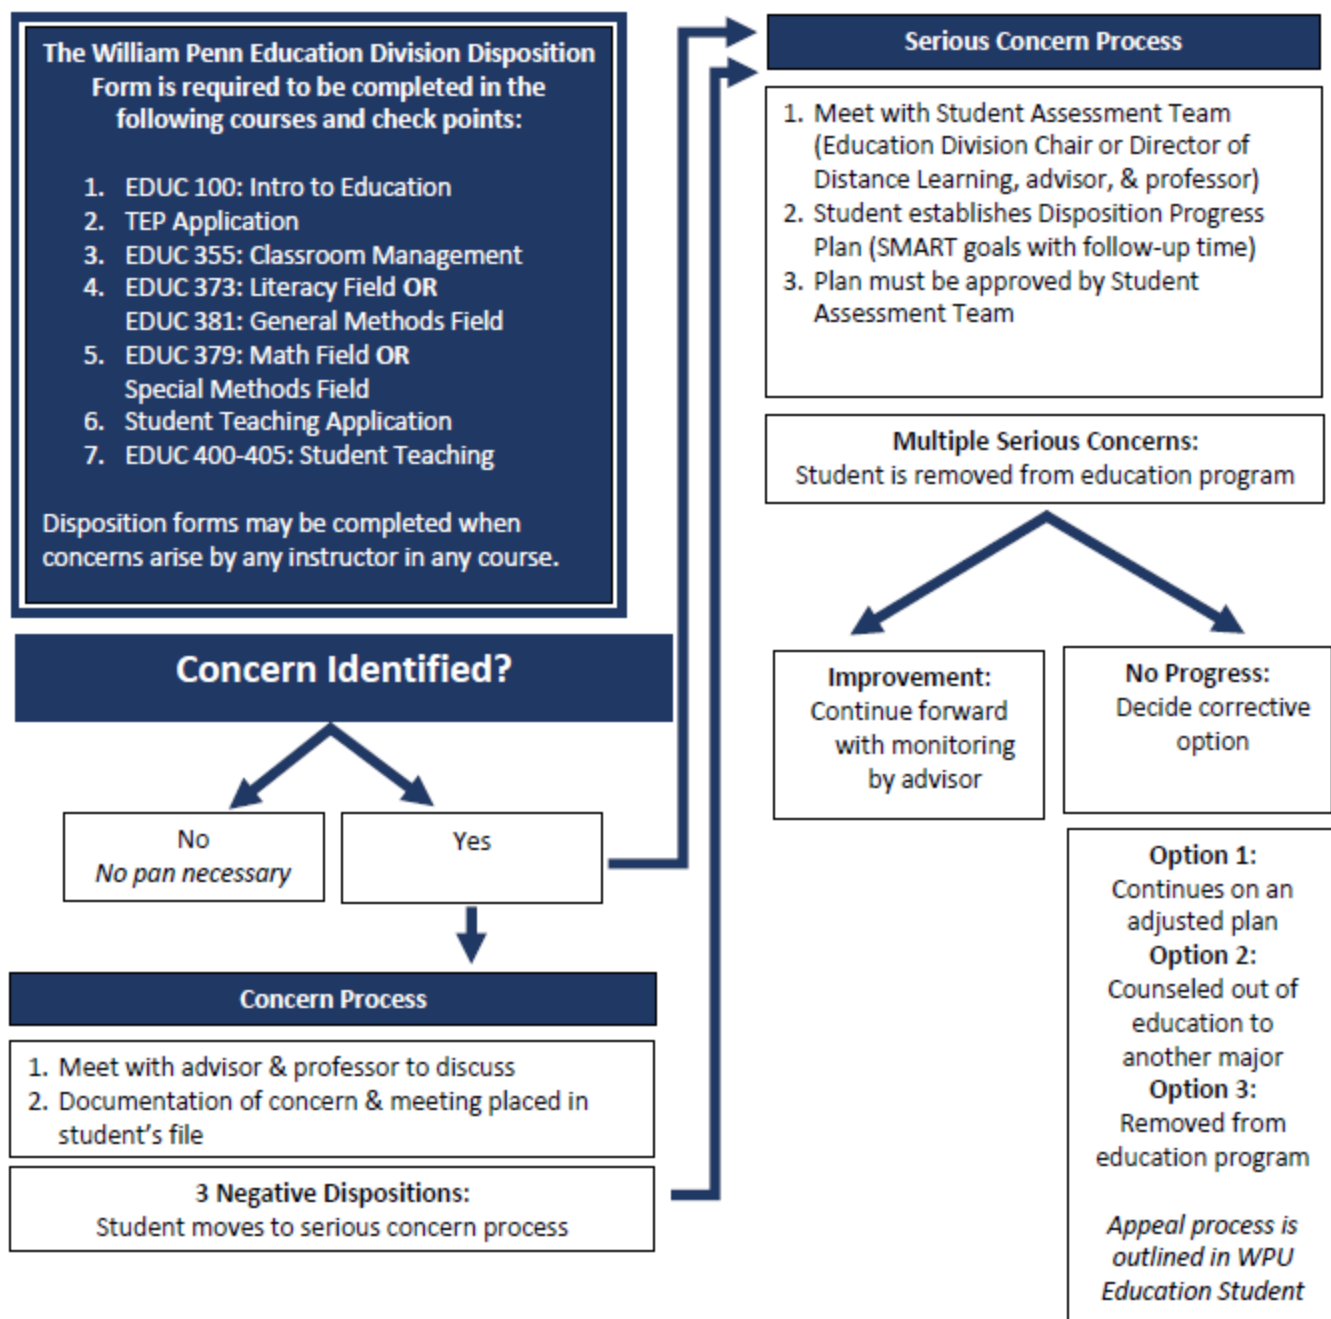 The William Penn Education Division Disposition
Form is required to be completed in the
following courses and check points:
1. EDUC 100: Intro to Education
2. TEP Application
3. EDUC 355: Classroom Management
4. EDUC 373: Literacy Field OR
EDUC 381: General Methods Field
5. EDUC 379: Math Field OR
Special Methods Field
6. Student Teaching Application
7. EDUC 400-405: Student Teaching
Disposition forms may be completed when
concerns arise by any instructor in any course.
Concern Identified?
No
No pan necessary
Yes
Concern Process
1. Meet with advisor & professor to discuss
2. Documentation of concern & meeting placed in
student's file
3 Negative Dispositions:
Student moves to serious concern process
Serious Concern Process
1. Meet with Student Assessment Team
(Education Division Chair or Director of
Distance Learning, advisor, & professor)
2. Student establishes Disposition Progress
Plan (SMART goals with follow-up time)
3. Plan must be approved by Student
Assessment Team
Multiple Serious Concerns:
Student is removed from education program
Improvement:
Continue forward
with monitoring
by advisor
No Progress:
Decide corrective
option
Option 1:
Continues on an
adjusted plan
Option 2:
Counseled out of
education to
another major
Option 3:
Removed from
education program
Appeal process is
outlined in WPU
Education Student